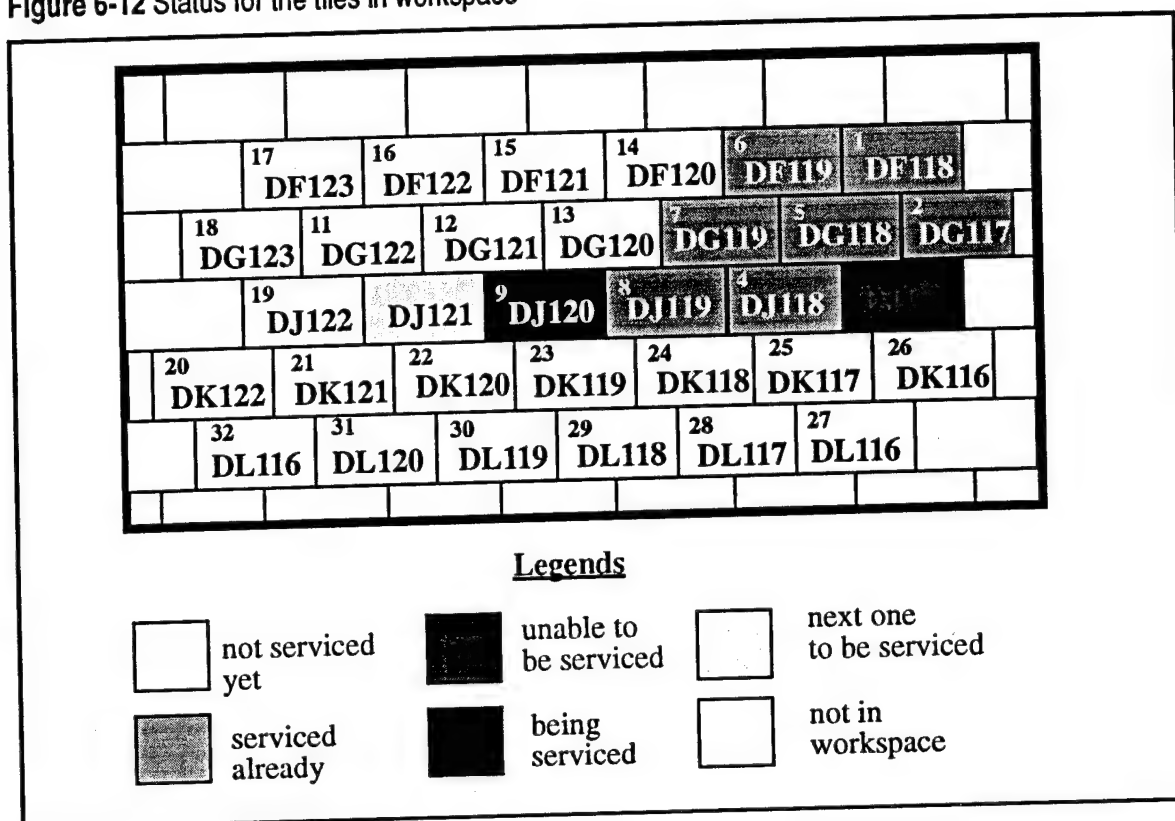 Figure 6-12 Status for the tiles in workspace
17 16 15 14 6 1
DF123 DF122 DF121 DF120 DF119 DF118
18 11 12 13 7 5 2
DG123 DG122 DG121 DG120 DG119 DG118 DG117
19 9 8 4
DJ122 DJ121 DJ120 DJ119 DJ118
20 21 22 23 24 25 26
DK122 DK121 DK120 DK119 DK118 DK117 DK116
32 31 30 29 28 27
DL116 DL120 DL119 DL118 DL117 DL116
Legends
not serviced
yet
unable to
be serviced
next one
to be serviced
serviced
already
being
serviced
not in
workspace